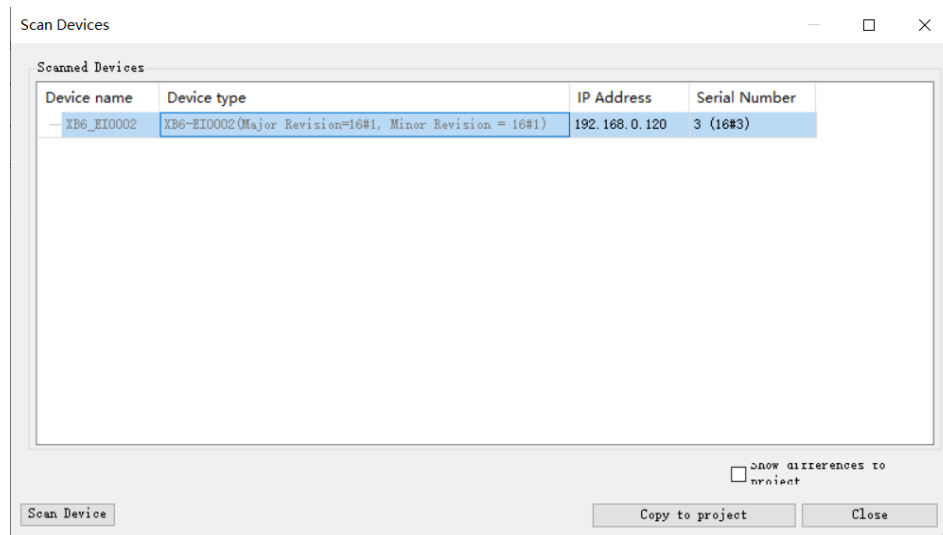 Scan Devices
Scanned Devices
Device name Device type IP Address Serial Number
XB6_EI0002 XB6-EI0002(Major Revision=16#1, Minor Revision = 16#1) 192.168.0.120 3 (16#3)
Show differences to
project
Scan Device Copy to project Close